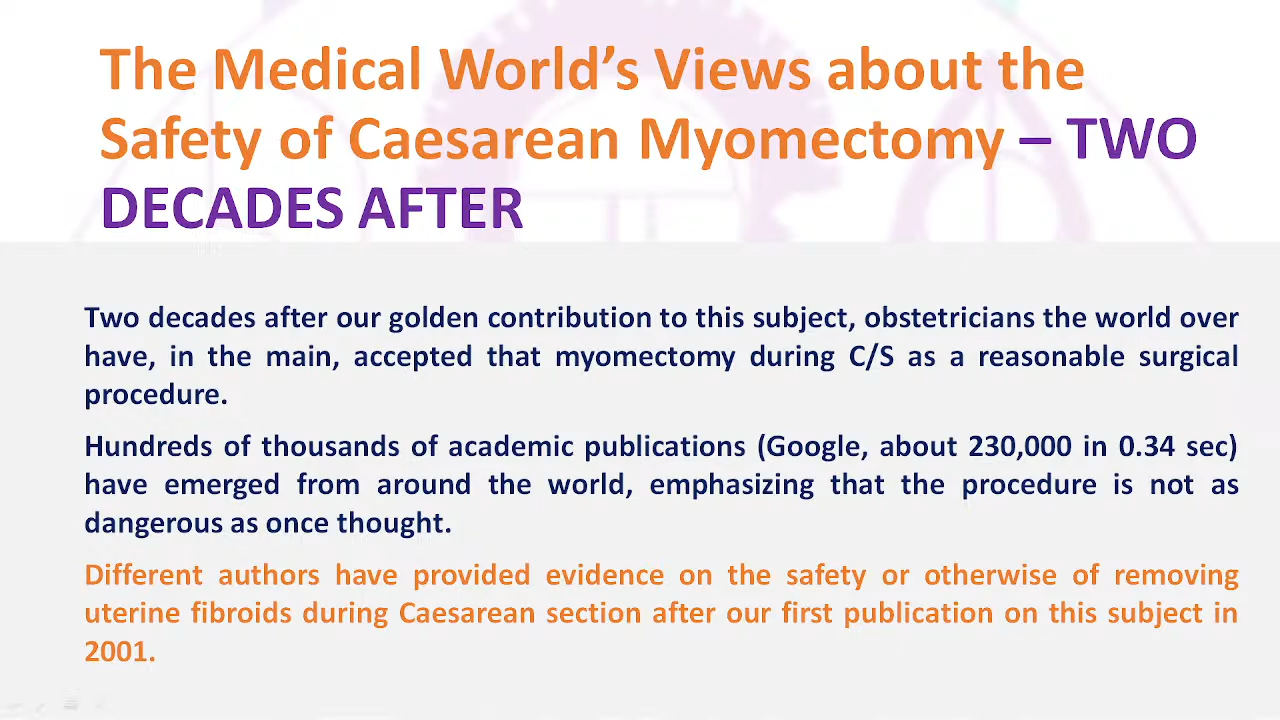 The Medical World’s Views about the
Safety of Caesarean Myomectomy – TWO
DECADES AFTER
Two decades after our golden contribution to this subject, obstetricians the world over
have, in the main, accepted that myomectomy during C/S as a reasonable surgical
procedure.
Hundreds of thousands of academic publications (Google, about 230,000 in 0.34 sec)
have emerged from around the world, emphasizing that the procedure is not as
dangerous as once thought.
Different authors have provided evidence on the safety or otherwise of removing
uterine fibroids during Caesarean section after our first publication on this subject in
2001.